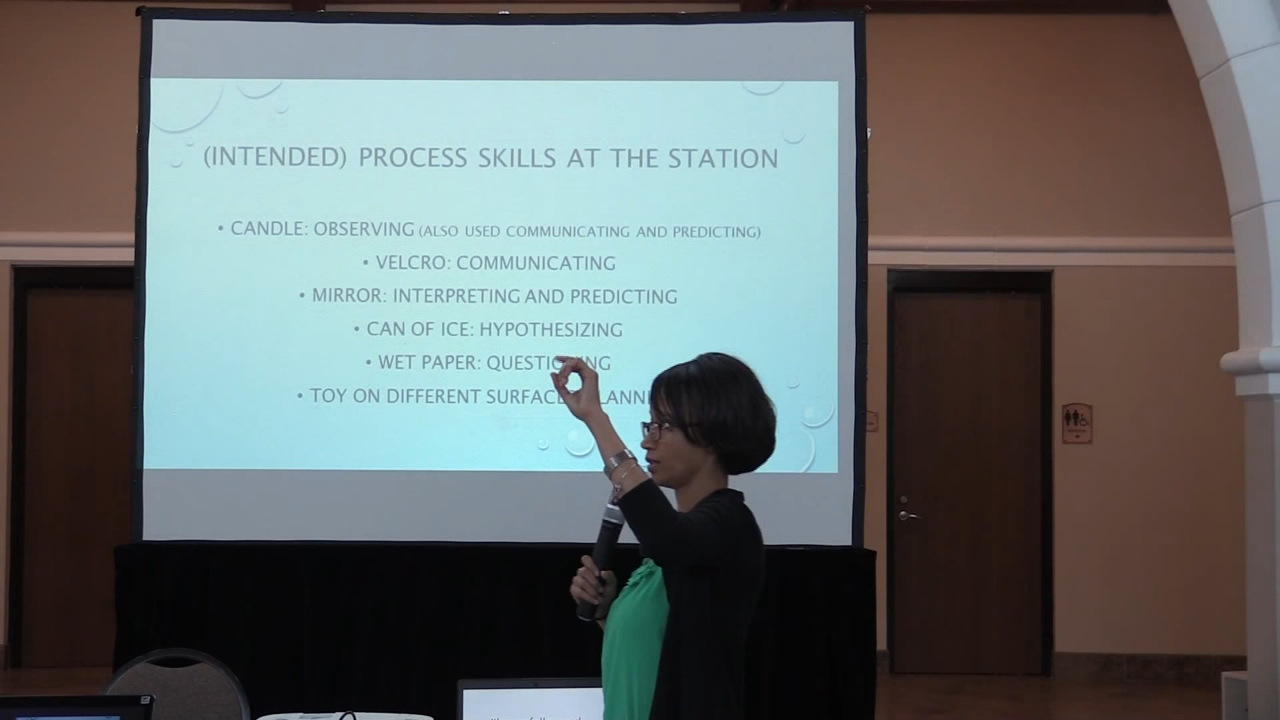 (INTENDED) PROCESS SKILLS AT THE STATION
• CANDLE: OBSERVING (ALSO USED COMMUNICATING AND PREDICTING)
• VELCRO: COMMUNICATING
• MIRROR: INTERPRETING AND PREDICTING
• CAN OF ICE: HYPOTHESIZING
• WET PAPER:
• TOY ON DIFFERENT